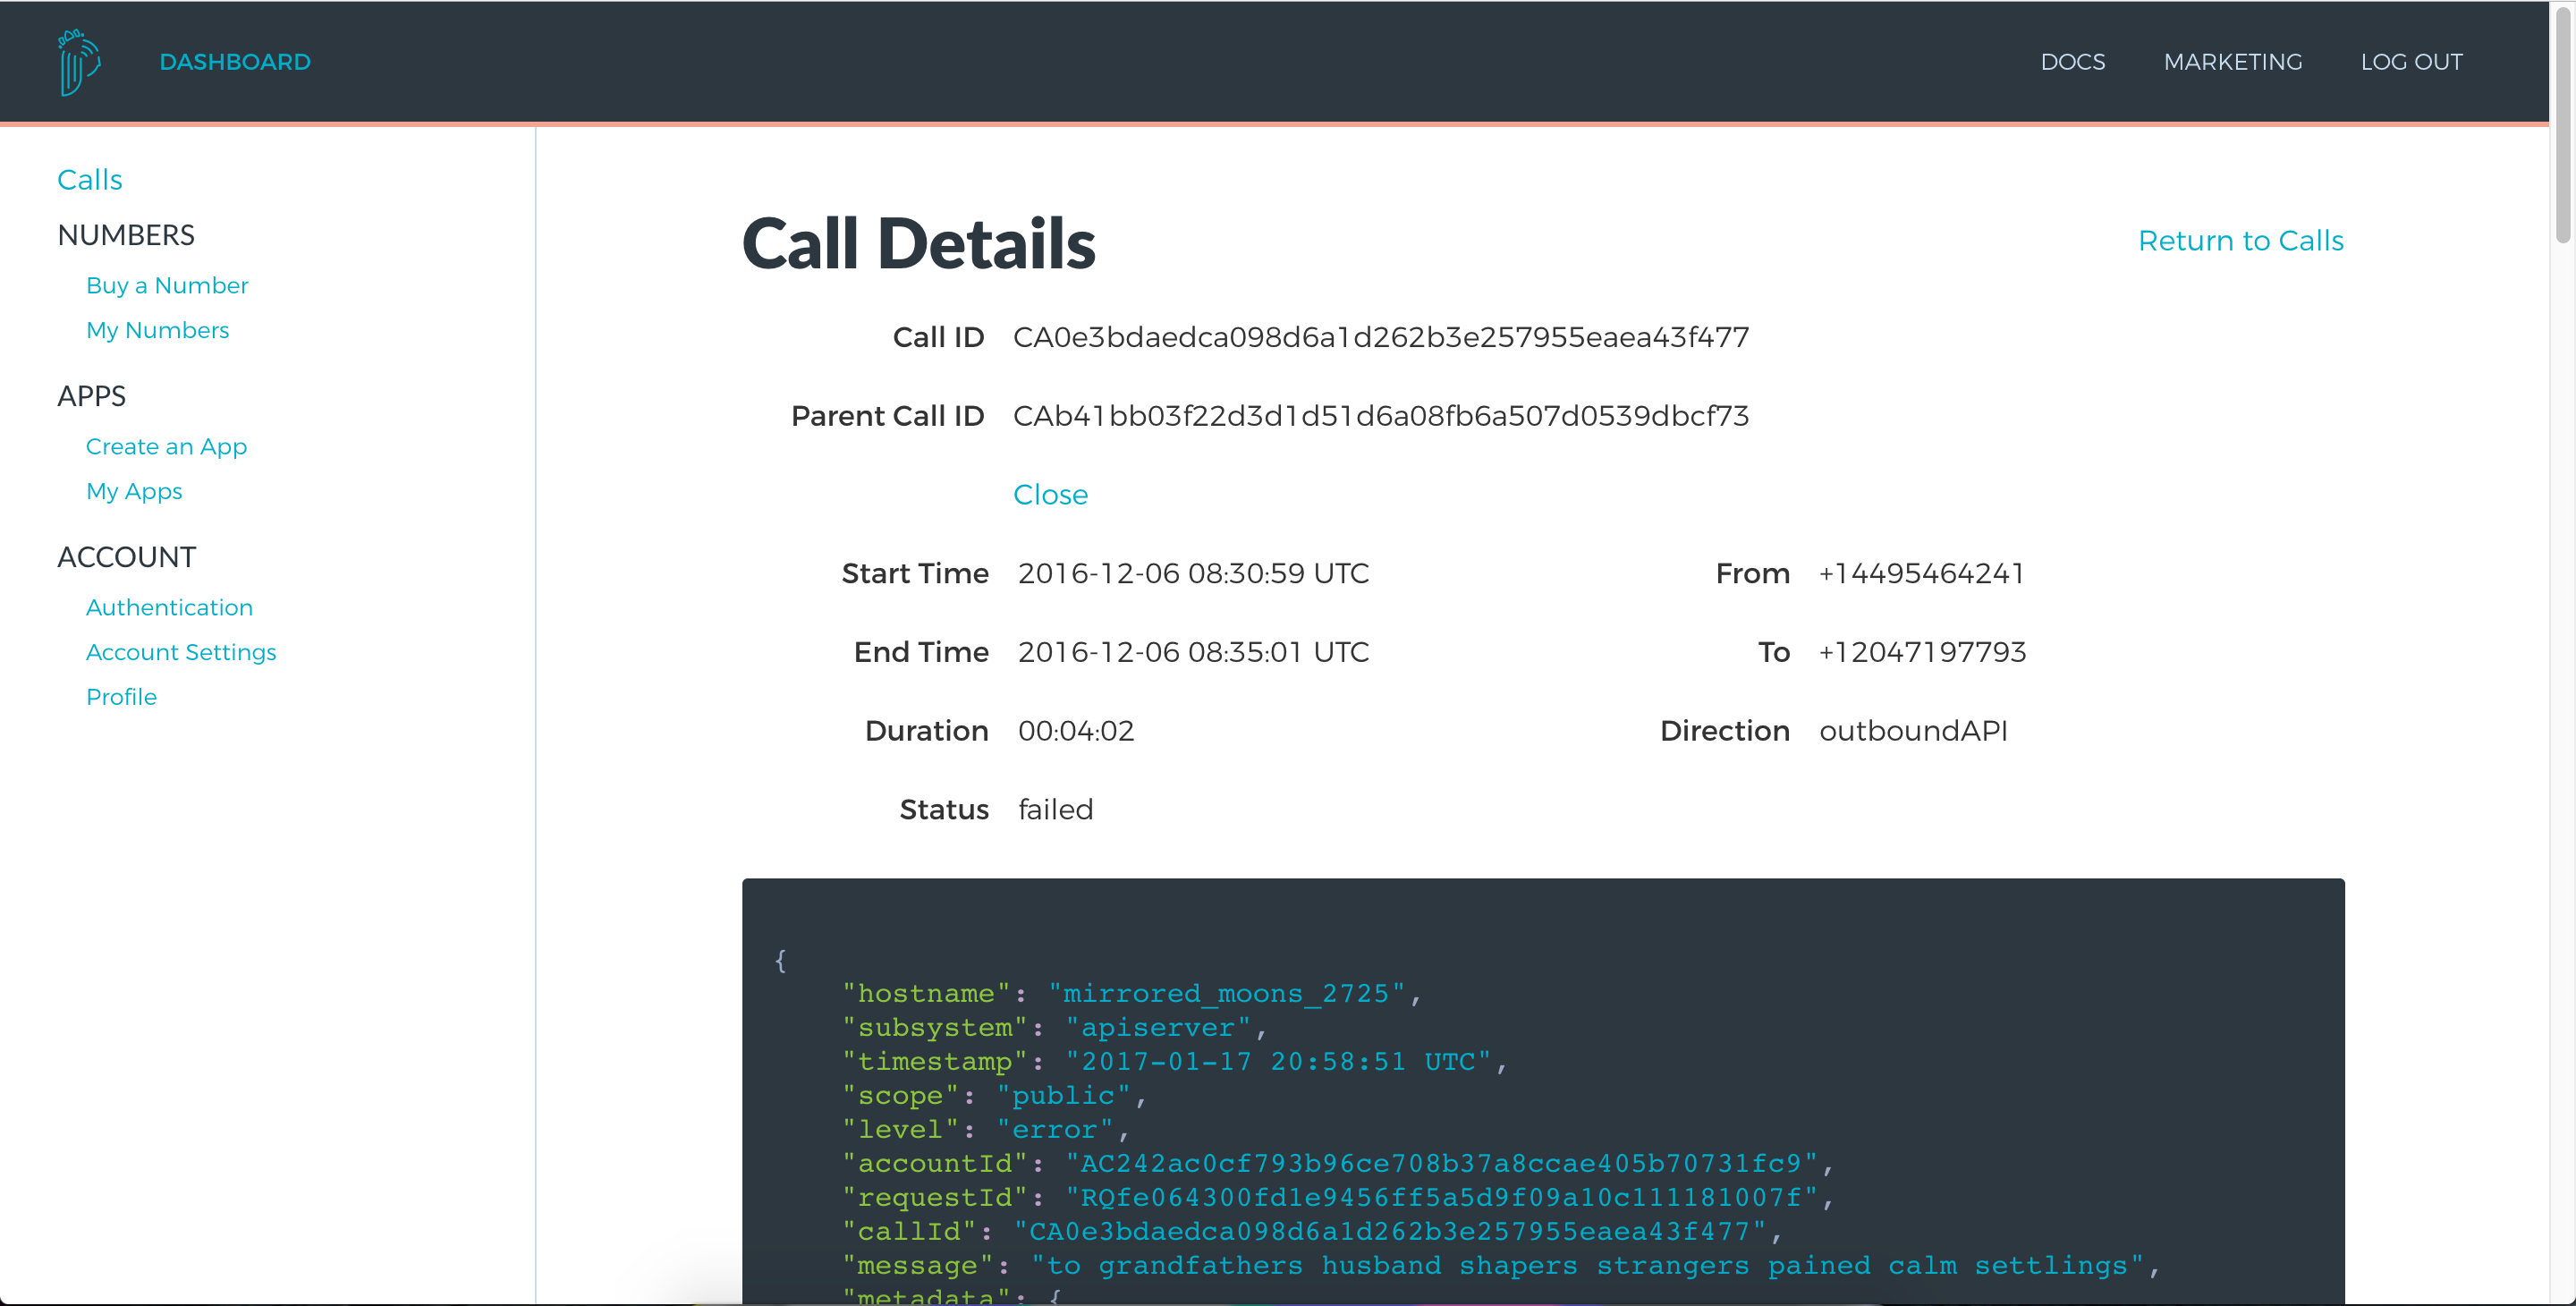 DASHBOARD DOCS MARKETING LOG OUT
Calls
NUMBERS
Buy a Number
My Numbers
APPS
Create an App
My Apps
ACCOUNT
Authentication
Account Settings
Profile
Call Details Return to Calls
Call ID CA0e3bdaedca098d6a1d262b3e257955eaea43f477
Parent Call ID CAb41bb03f22d3d1d51d6a08fb6a507d0539dbcf73
Close
Start Time 2016-12-06 08:30:59 UTC From +14495464241
End Time 2016-12-06 08:35:01 UTC To +12047197793
Duration 00:04:02 Direction outboundAPI
Status failed
{
"hostname": "mirrored_moons_2725",
"subsystem": "apiserver",
"timestamp": "2017-01-17 20:58:51 UTC",
"scope": "public",
"level": "error",
"accountId": "AC242ac0cf793b96ce708b37a8ccae405b70731fc9",
"requestId": "RQfe064300fd1e9456ff5a5d9f09a10c111181007f",
"callId": "CA0e3bdaedca098d6a1d262b3e257955eaea43f477",
"message": "to grandfathers husband shapers strangers pained calm settlings",
"metadata": {